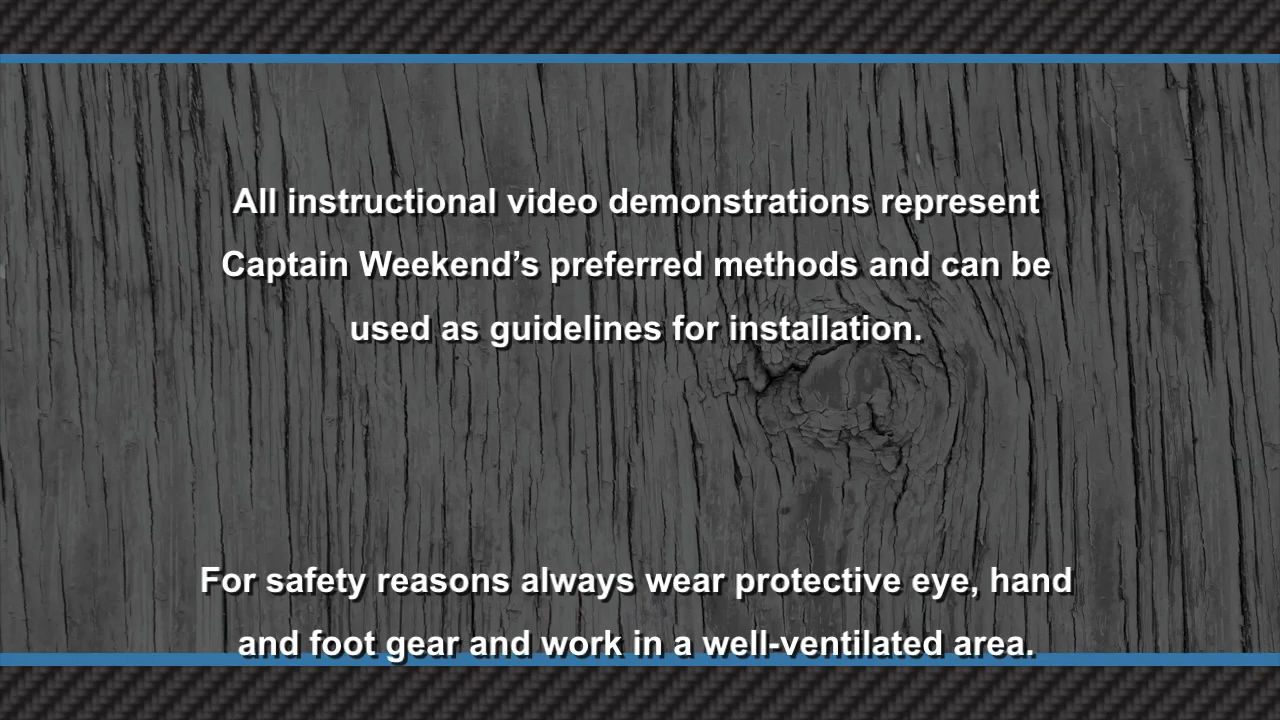 All instructional video demonstrations represent
Captain Weekend’s preferred methods and can be
used as guidelines for installation.
For safety reasons always wear protective eye, hand
and foot gear and work in a well-ventilated area.